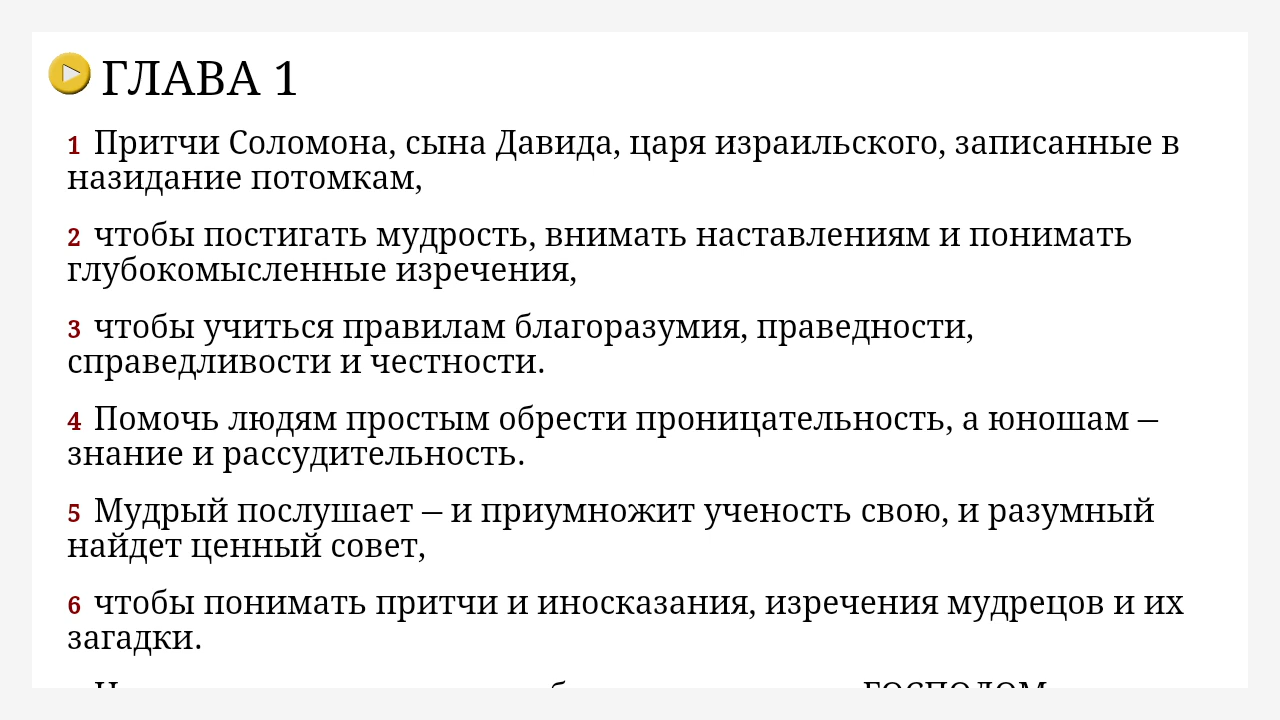 ГЛАВА 1
1 Притчи Соломона, сына Давида, царя израильского, записанные в
назидание потомкам,
2 чтобы постигать мудрость, внимать наставлениям и понимать
глубокомысленные изречения,
3 чтобы учиться правилам благоразумия, праведности,
справедливости и честности.
4 Помочь людям простым обрести проницательность, а юношам –
знание и рассудительность.
5 Мудрый послушает – и приумножит ученость свою, и разумный
найдет ценный совет,
6 чтобы понимать притчи и иносказания, изречения мудрецов и их
загадки.
ГОСПОДОМ